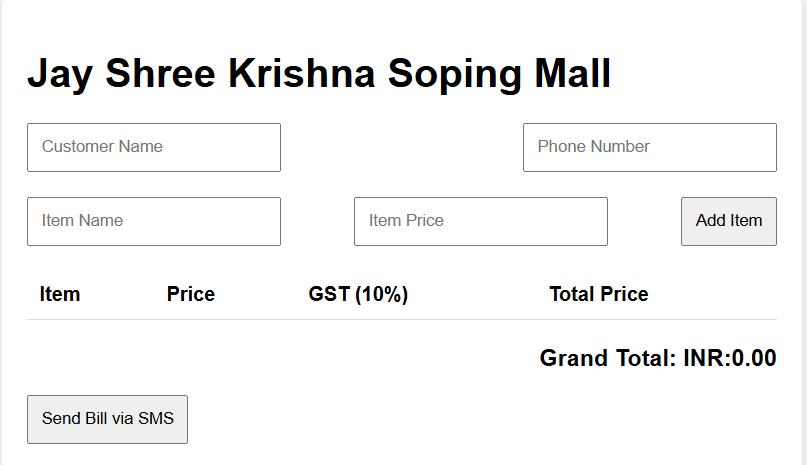 Jay Shree Krishna Soping Mall
Customer Name Phone Number
Item Name Item Price Add Item
Item Price GST (10%) Total Price
Grand Total: INR:0.00
Send Bill via SMS